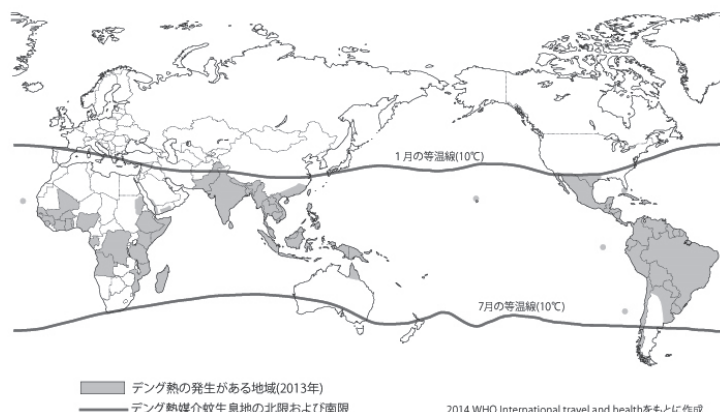 1月の等温線(10℃)
7月の等温線(10℃)
デング熱の発生がある地域(2013年)
デング熱媒介蚊生息地の北限および南限
2014 WHO International travel and healthをもとに作成